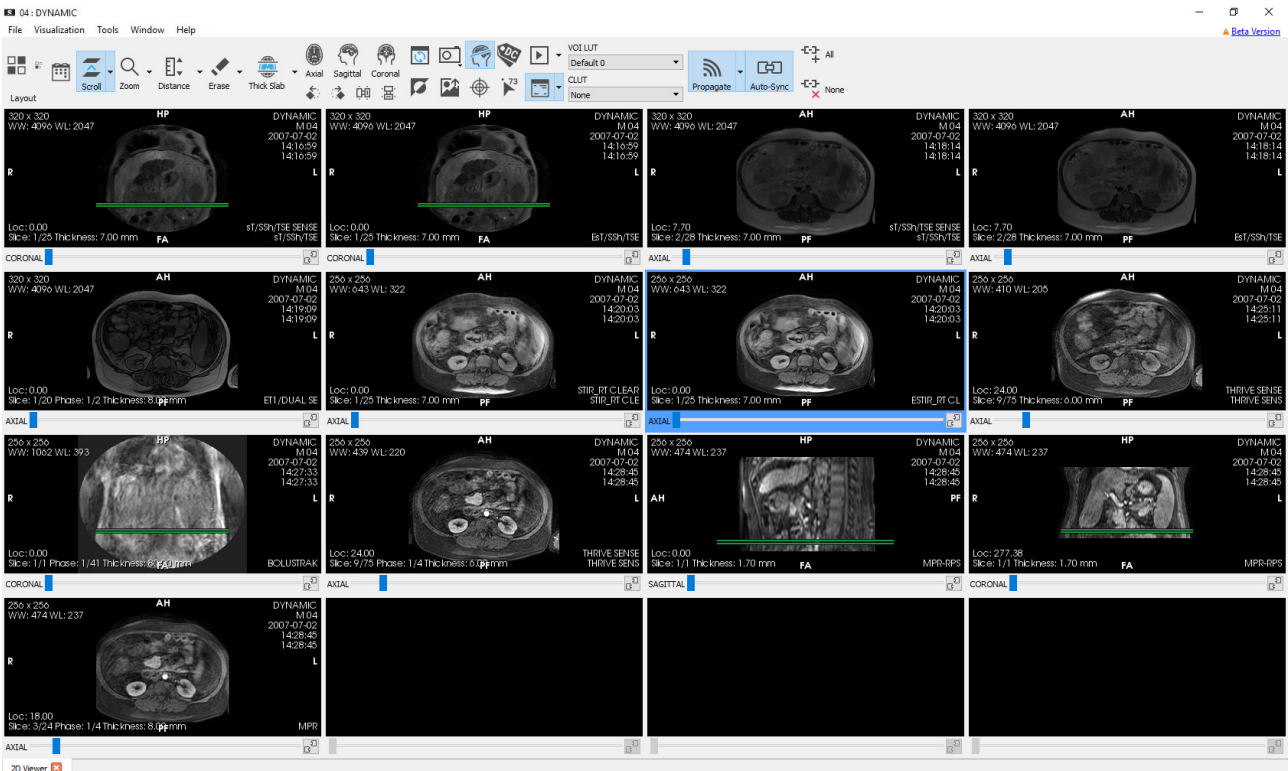 04 : DYNAMIC
File Visualization Tools Window Help
Beta Version
Layout
Scroll
Zoom
Distance
Erase
Thick Slab
Axial Sagittal Coronal
DC
73
VOI LUT
Default 0
CLUT
None
Propagate
Auto-Sync
All
None
320 x 320
WW: 4096 WL: 2047
HP
DYNAMIC
M 04
2007-07-02
14:16:59
14:16:59
R
L
Loc: 0.00
Slice: 1/25 Thickness: 7.00 mm
FA
sT/SSh/TSE SENSE
sT/SSh/TSE
CORONAL
320 x 320
WW: 4096 WL: 2047
HP
DYNAMIC
M 04
2007-07-02
14:16:59
14:16:59
R
L
Loc: 0.00
Slice: 1/25 Thickness: 7.00 mm
FA
EsT/SSh/TSE
CORONAL
320 x 320
WW: 4096 WL: 2047
AH
DYNAMIC
M 04
2007-07-02
14:18:14
14:18:14
R
L
Loc: 7.70
Slice: 2/28 Thickness: 7.00 mm
PF
sT/SSh/TSE SENSE
sT/SSh/TSE
AXIAL
320 x 320
WW: 4096 WL: 2047
AH
DYNAMIC
M 04
2007-07-02
14:18:14
14:18:14
R
L
Loc: 7.70
Slice: 2/28 Thickness: 7.00 mm
PF
EsT/SSh/TSE
AXIAL
320 x 320
WW: 4096 WL: 2047
AH
DYNAMIC
M 04
2007-07-02
14:19:09
14:19:09
R
L
Loc: 0.00
Slice: 1/20 Phase: 1/2 Thickness: 8.00 mm
PF
ET1/DUAL SE
AXIAL
256 x 256
WW: 643 WL: 322
AH
DYNAMIC
M 04
2007-07-02
14:20:03
14:20:03
R
L
Loc: 0.00
Slice: 1/25 Thickness: 7.00 mm
PF
STIR_RT CLEAR
STIR_RT CLE
AXIAL
256 x 256
WW: 643 WL: 322
AH
DYNAMIC
M 04
2007-07-02
14:20:03
14:20:03
R
L
Loc: 0.00
Slice: 1/25 Thickness: 7.00 mm
PF
ESTIR_RT CL
AXIAL
256 x 256
WW: 410 WL: 205
AH
DYNAMIC
M 04
2007-07-02
14:25:11
14:25:11
R
L
Loc: 24.00
Slice: 9/75 Thickness: 6.00 mm
PF
THRIVE SENSE
THRIVE SENS
AXIAL
256 x 256
WW: 1062 WL: 393
HP
DYNAMIC
M 04
2007-07-02
14:27:33
14:27:33
R
L
Loc: 0.00
Slice: 1/1 Phase: 1/41 Thickness:
BOLUSTRAK
CORONAL
256 x 256
WW: 439 WL: 220
AH
DYNAMIC
M 04
2007-07-02
14:28:45
14:28:45
R
L
Loc: 24.00
Slice: 9/75 Phase: 1/4 Thickness: 6.00 mm
PF
THRIVE SENSE
THRIVE SENS
AXIAL
256 x 256
WW: 474 WL: 237
HP
DYNAMIC
M 04
2007-07-02
14:28:45
14:28:45
AH
PF
Loc: 0.00
Slice: 1/1 Thickness: 1.70 mm
FA
MPR-RPS
SAGITTAL
256 x 256
WW: 474 WL: 237
HP
DYNAMIC
M 04
2007-07-02
14:28:45
14:28:45
R
L
Loc: 277.38
Slice: 1/1 Thickness: 1.70 mm
FA
MPR-RPS
CORONAL
256 x 256
WW: 474 WL: 237
AH
DYNAMIC
M 04
2007-07-02
14:28:45
14:28:45
R
L
Loc: 18.00
Slice: 3/24 Phase: 1/4 Thickness: 8.00 mm
PF
MPR
AXIAL
2D Viewer